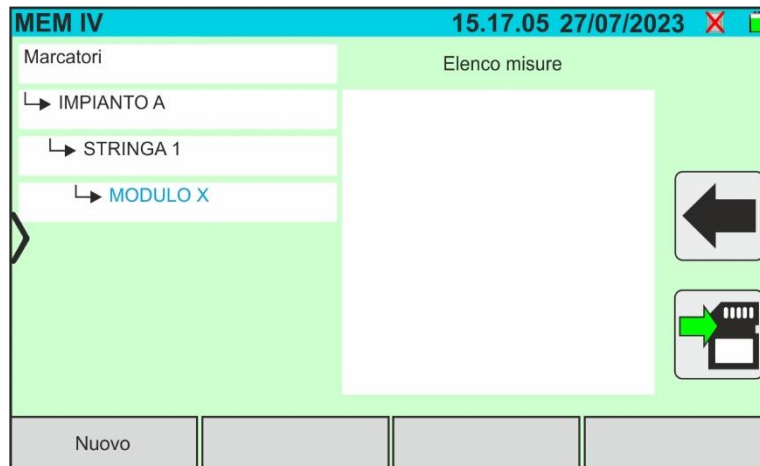 MEM IV 15.17.05 27/07/2023
Marcatori
Elenco misure
IMPIANTO A
STRINGA 1
MODULO X
Nuovo